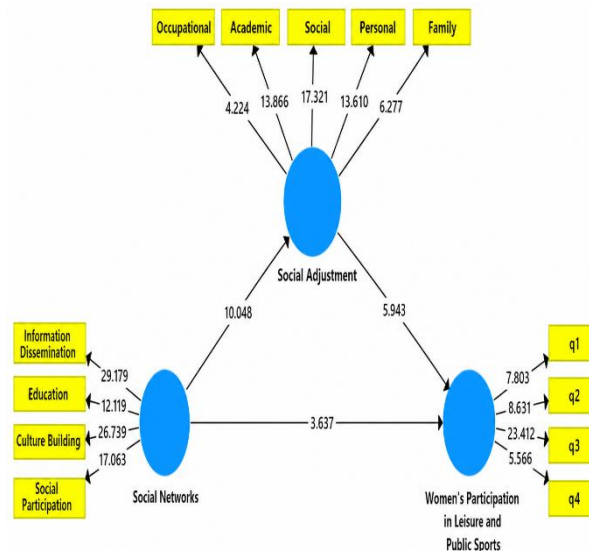 Occupational Academic Social Personal Family
4.224 13.866 17.321 13.610 6.277
Social Adjustment
10.048 5.943
Information
Dissemination
Education
Culture Building
Social
Participation
29.179
12.119
26.739
17.063
Social Networks
3.637
q1
q2
q3
q4
7.803
8.631
23.412
5.566
Women's Participation
in Leisure and
Public Sports